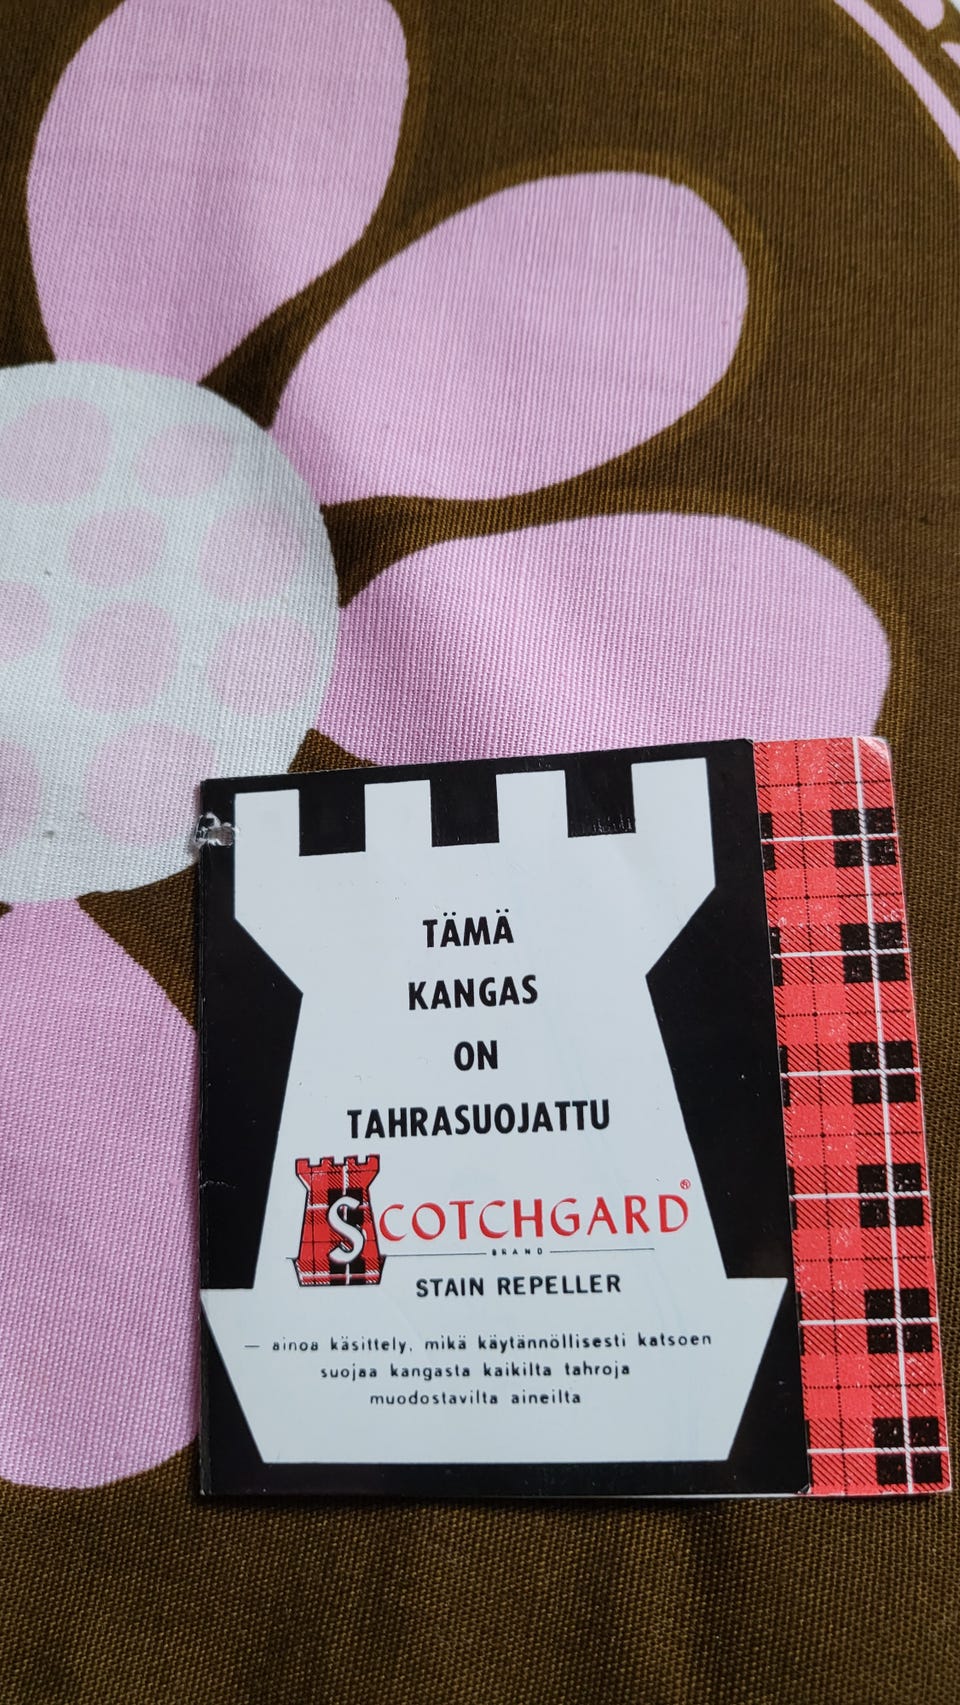 TÄMÄ
KANGAS
ON
TAHRASUOJATTU
SCOTCHGARD®
BRAND
STAIN REPELLER
— ainoa käsittely, mikä käytännöllisesti katsoen
suojaa kangasta kaikilta tahroja
muodostavilta aineilta